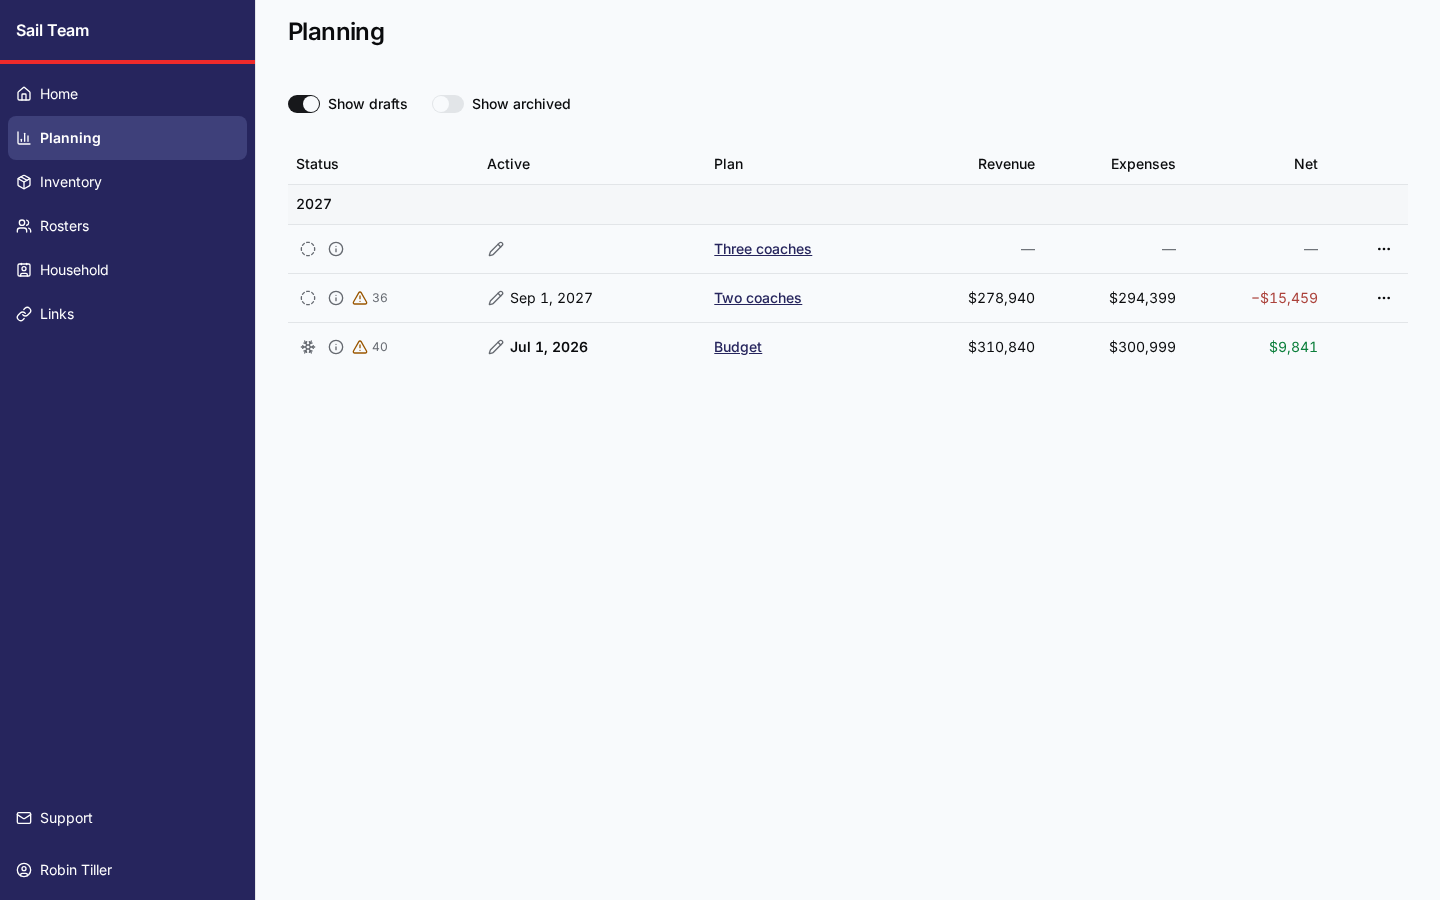 Sail Team
Home
Planning
Inventory
Rosters
Household
Links
Support
Robin Tiller
Planning
Show drafts Show archived
Status Active Plan Revenue Expenses Net
2027
Three coaches — — —
36 Sep 1, 2027 Two coaches $278,940 $294,399 −$15,459
40 Jul 1, 2026 Budget $310,840 $300,999 $9,841